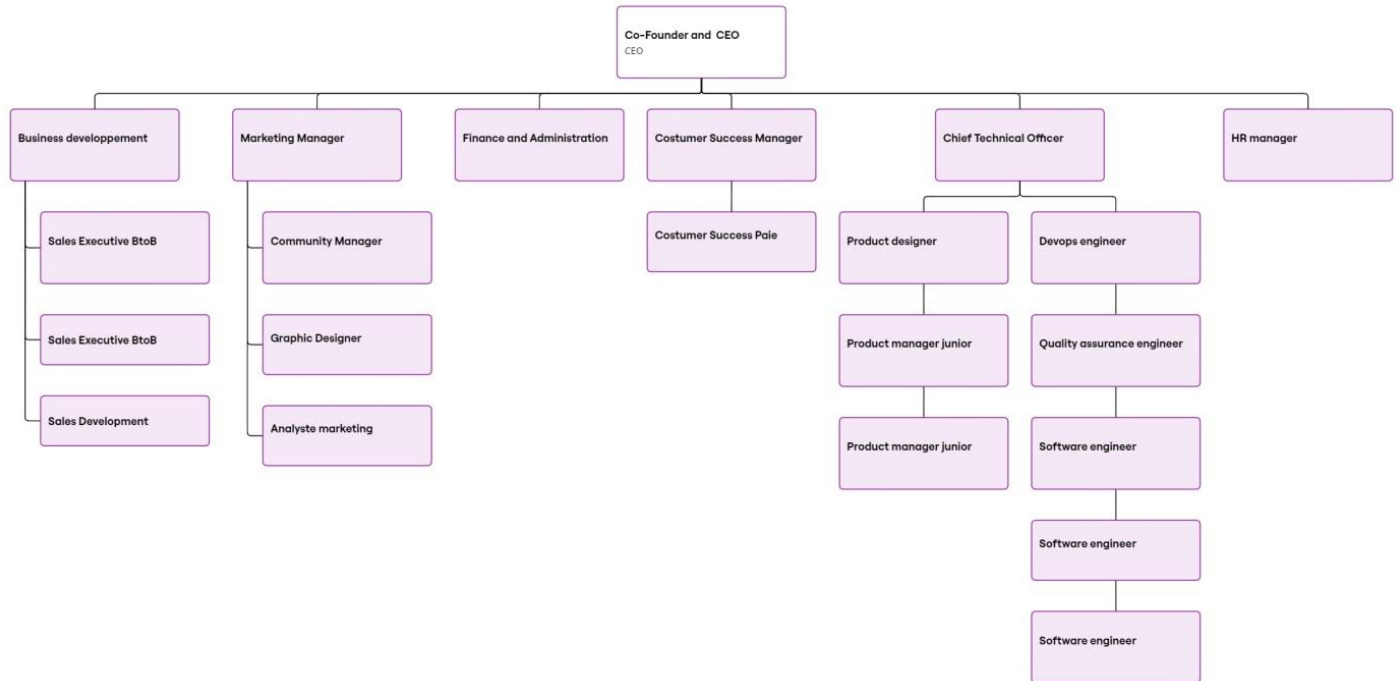 Co-Founder and CEO
CEO
Business developpement
Marketing Manager
Finance and Administration
Costumer Success Manager
Chief Technical Officer
HR manager
Sales Executive BtoB
Community Manager
Costumer Success Paie
Product designer
Devops engineer
Sales Executive BtoB
Graphic Designer
Product manager junior
Quality assurance engineer
Sales Development
Analyste marketing
Product manager junior
Software engineer
Software engineer
Software engineer